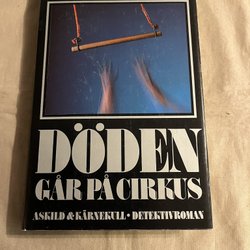 DÖDEN
GÅR PÅ CIRKUS
ASKILD & KÄRNEKULL • DETEKTIVROMAN